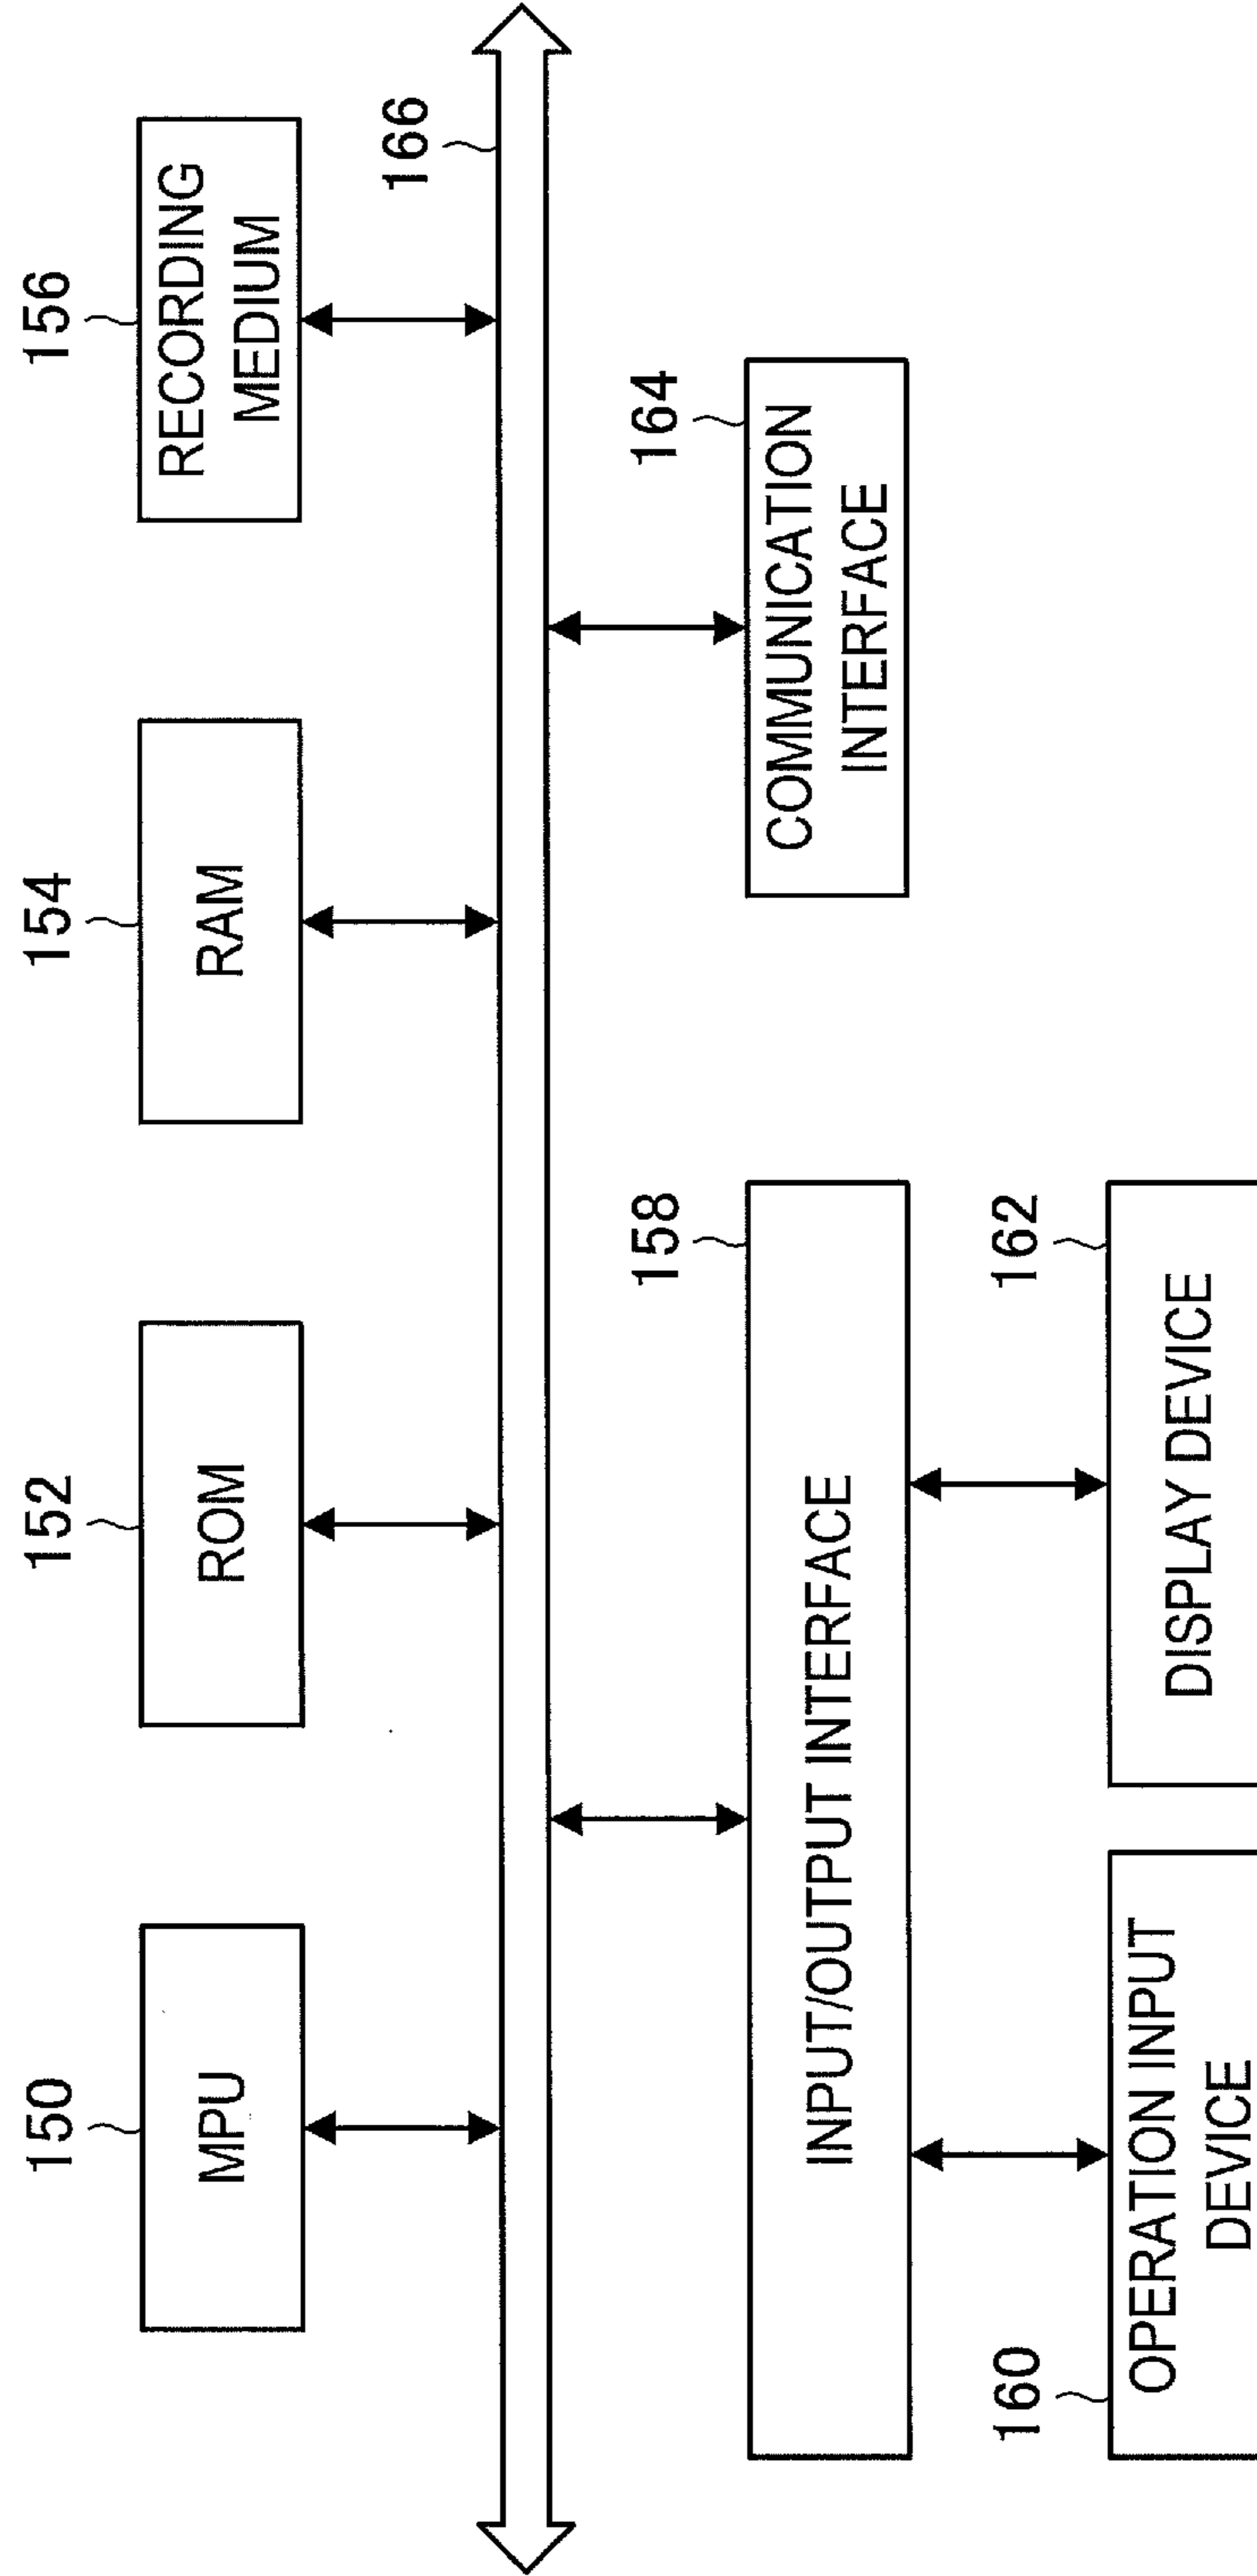 150
152
154
156
MPU
ROM
RAM
RECORDING
MEDIUM
166
158
164
INPUT/OUTPUT INTERFACE
COMMUNICATION
INTERFACE
160
162
OPERATION INPUT
DEVICE
DISPLAY DEVICE